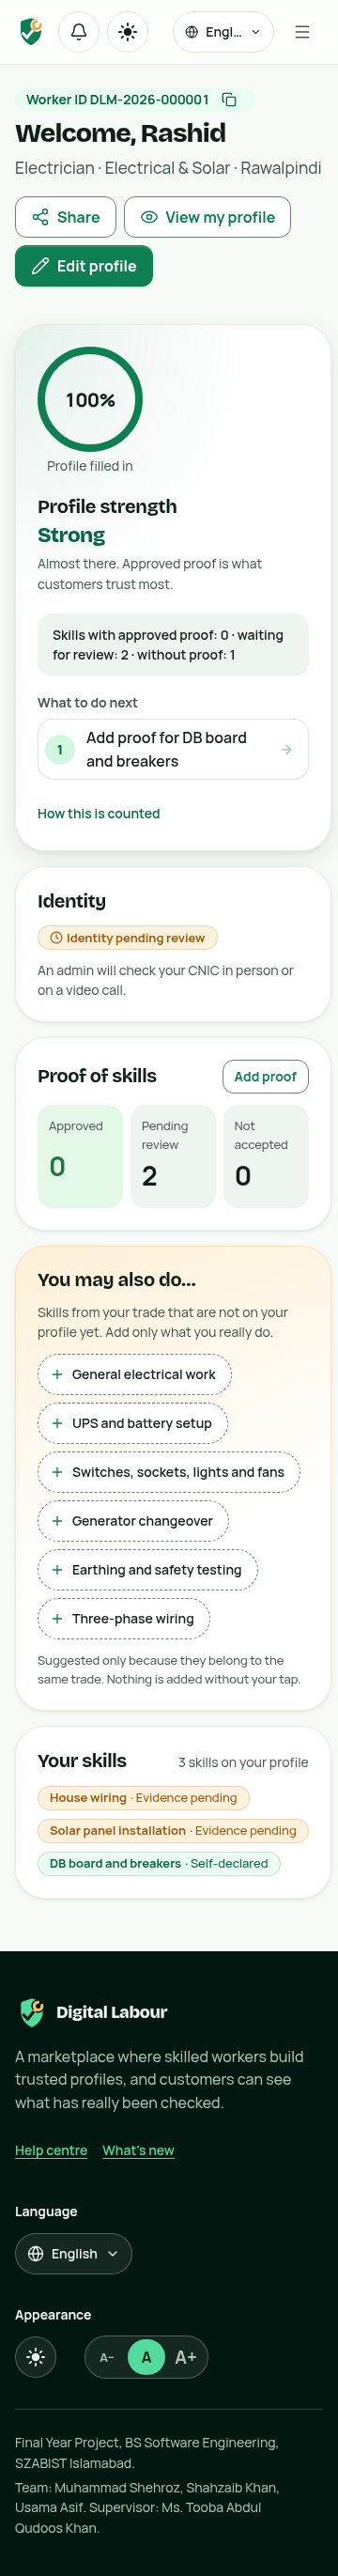 Engl...
Worker ID DLM-2026-000001
Welcome, Rashid
Electrician · Electrical & Solar · Rawalpindi
Share
View my profile
Edit profile
100%
Profile filled in
Profile strength
Strong
Almost there. Approved proof is what
customers trust most.
Skills with approved proof: 0 · waiting
for review: 2 · without proof: 1
What to do next
1
Add proof for DB board
and breakers
How this is counted
Identity
Identity pending review
An admin will check your CNIC in person or
on a video call.
Proof of skills
Add proof
Approved
0
Pending
review
2
Not
accepted
0
You may also do...
Skills from your trade that are not on your
profile yet. Add only what you really do.
General electrical work
UPS and battery setup
Switches, sockets, lights and fans
Generator changeover
Earthing and safety testing
Three-phase wiring
Suggested only because they belong to the
same trade. Nothing is added without your tap.
Your skills
3 skills on your profile
House wiring · Evidence pending
Solar panel installation · Evidence pending
DB board and breakers · Self-declared
Digital Labour
A marketplace where skilled workers build
trusted profiles, and customers can see
what has really been checked.
Help centre
What's new
Language
English
Appearance
A−
A
A+
Final Year Project, BS Software Engineering,
SZABIST Islamabad.
Team: Muhammad Shehroz, Shahzaib Khan,
Usama Asif. Supervisor: Ms. Tooba Abdul
Qudoos Khan.